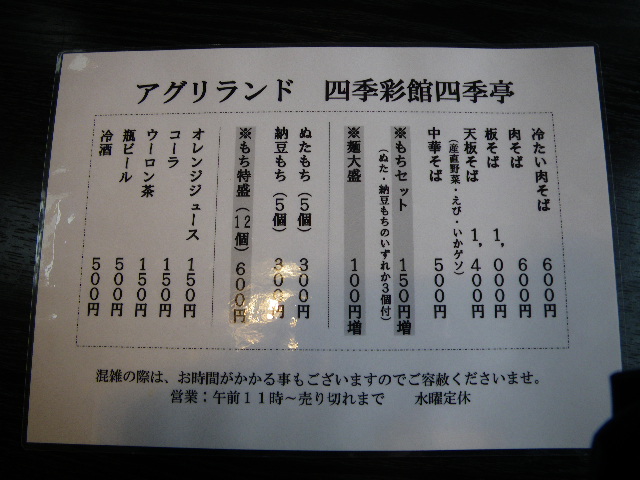 アグリランド　四季彩館四季亭
冷たい肉そば　６００円
肉そば　６００円
板そば　１，０００円
天板そば　１，４００円
（産直野菜・えび・いかゲソ）
中華そば　５００円
※もちセット　１５０円増
（ぬた・納豆もちのいずれか３個付）
※麺大盛　１００円増
ぬたもち（５個）　３００円
納豆もち（５個）　３００円
※もち特盛（１２個）　６００円
オレンジジュース　１５０円
コーラ　１５０円
ウーロン茶　１５０円
瓶ビール　５００円
冷酒　５００円
混雑の際は、お時間がかかる事もございますのでご容赦くださいませ。
営業：午前１１時～売り切れまで　水曜定休